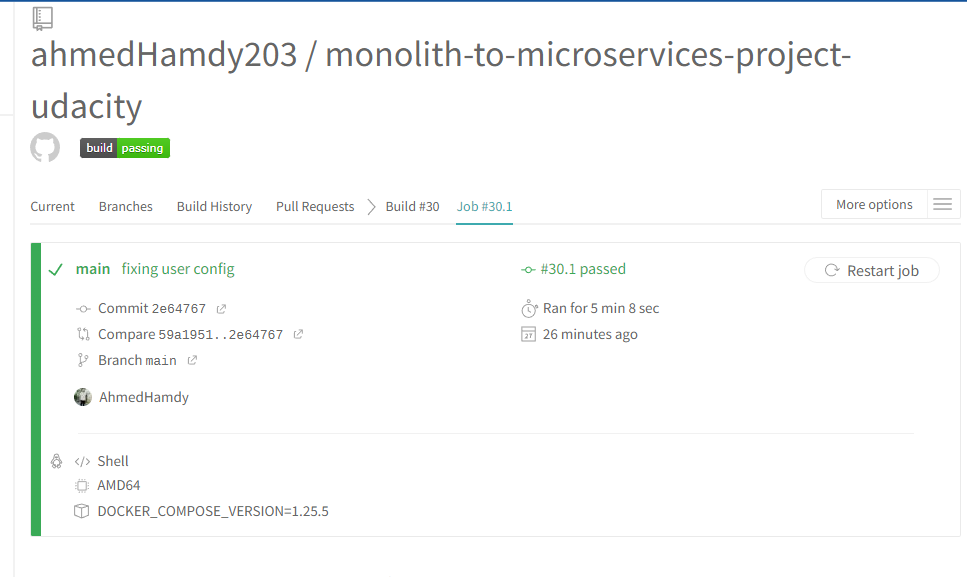 ahmedHamdy203 / monolith-to-microservices-project-
udacity
build passing
Current Branches Build History Pull Requests Build #30 Job #30.1 More options
main fixing user config
#30.1 passed
Restart job
Commit 2e64767
Ran for 5 min 8 sec
Compare 59a1951..2e64767
27
26 minutes ago
Branch main
AhmedHamdy
</> Shell
AMD64
DOCKER_COMPOSE_VERSION=1.25.5